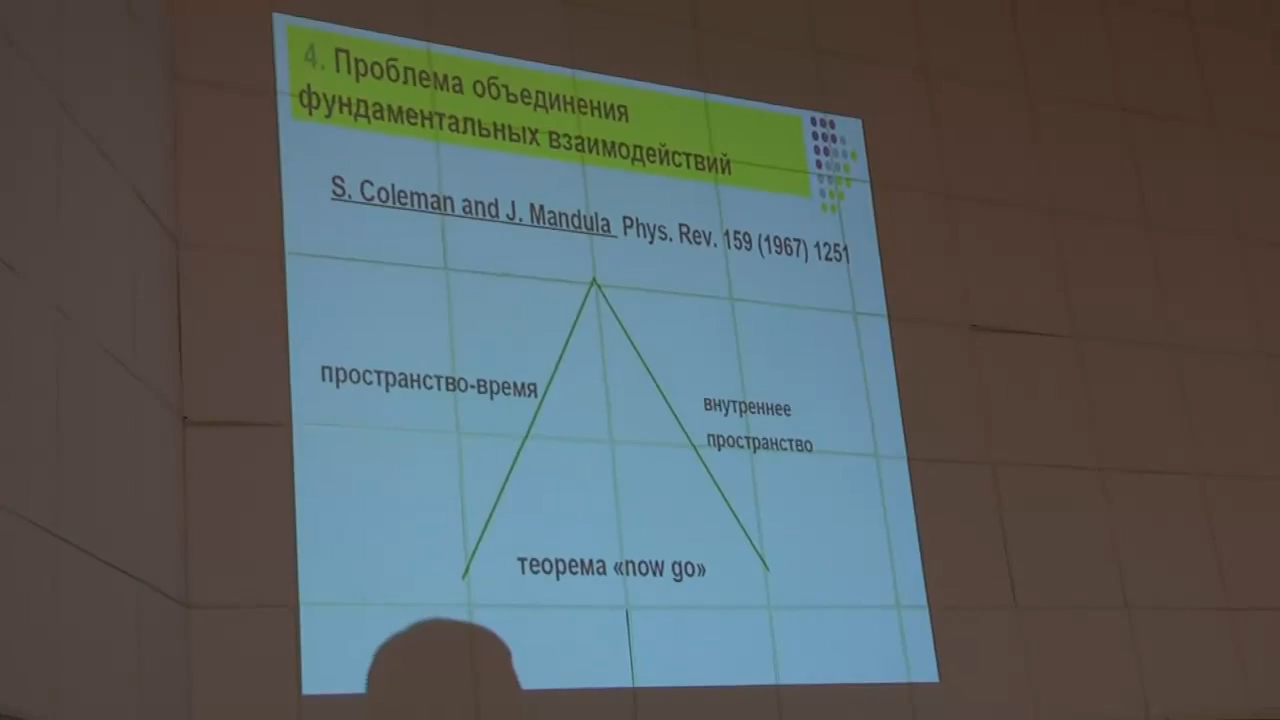 4. Проблема объединения
фундаментальных взаимодействий
S. Coleman and J. Mandula Phys. Rev. 159 (1967) 1251
пространство-время
внутреннее
пространство
теорема «now go»